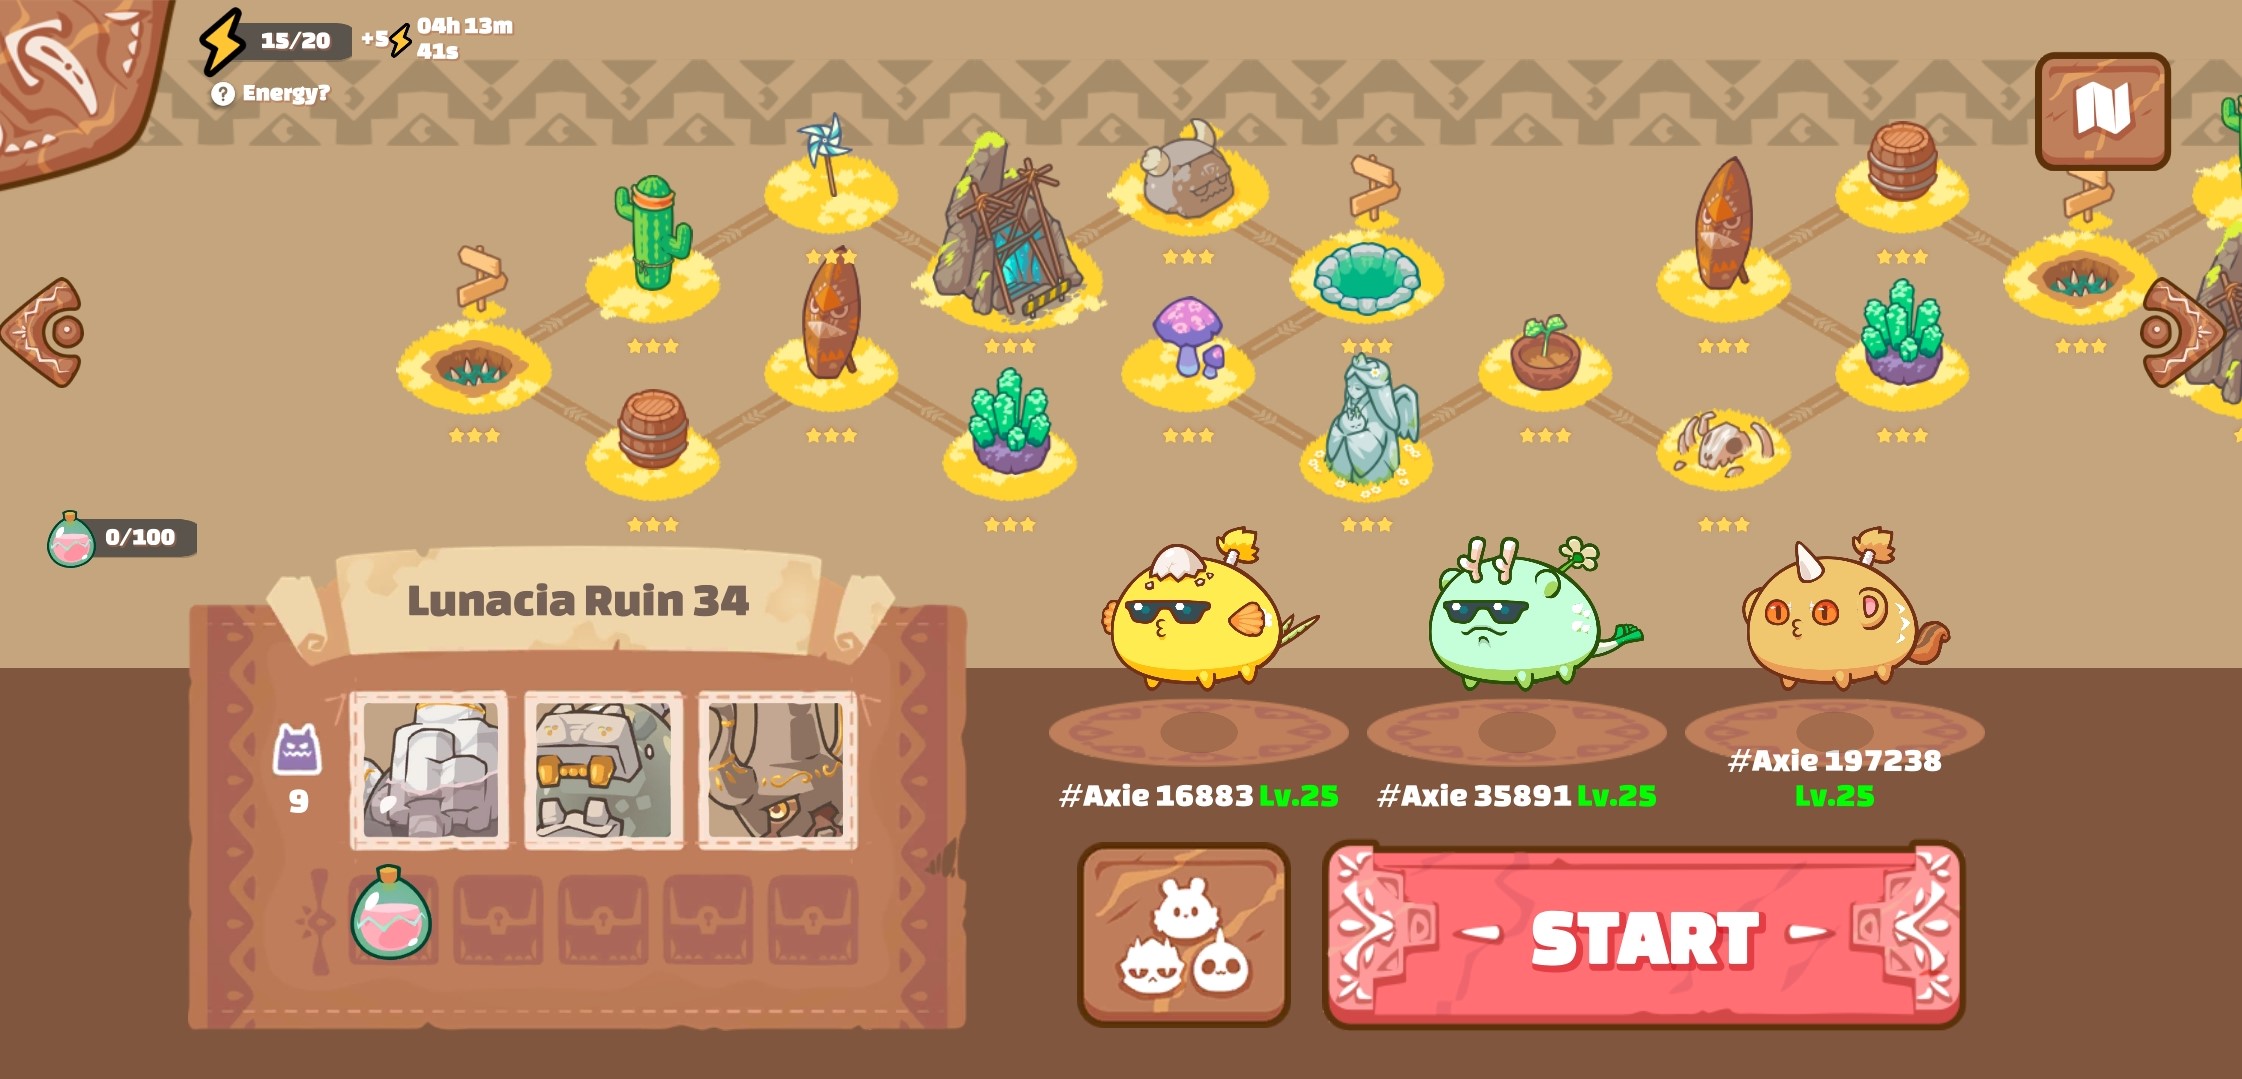 15/20
+5
04h 13m
41s
? Energy?
0/100
Lunacia Ruin 34
9
#Axie 16883 Lv.25
#Axie 35891 Lv.25
#Axie 197238
Lv.25
START